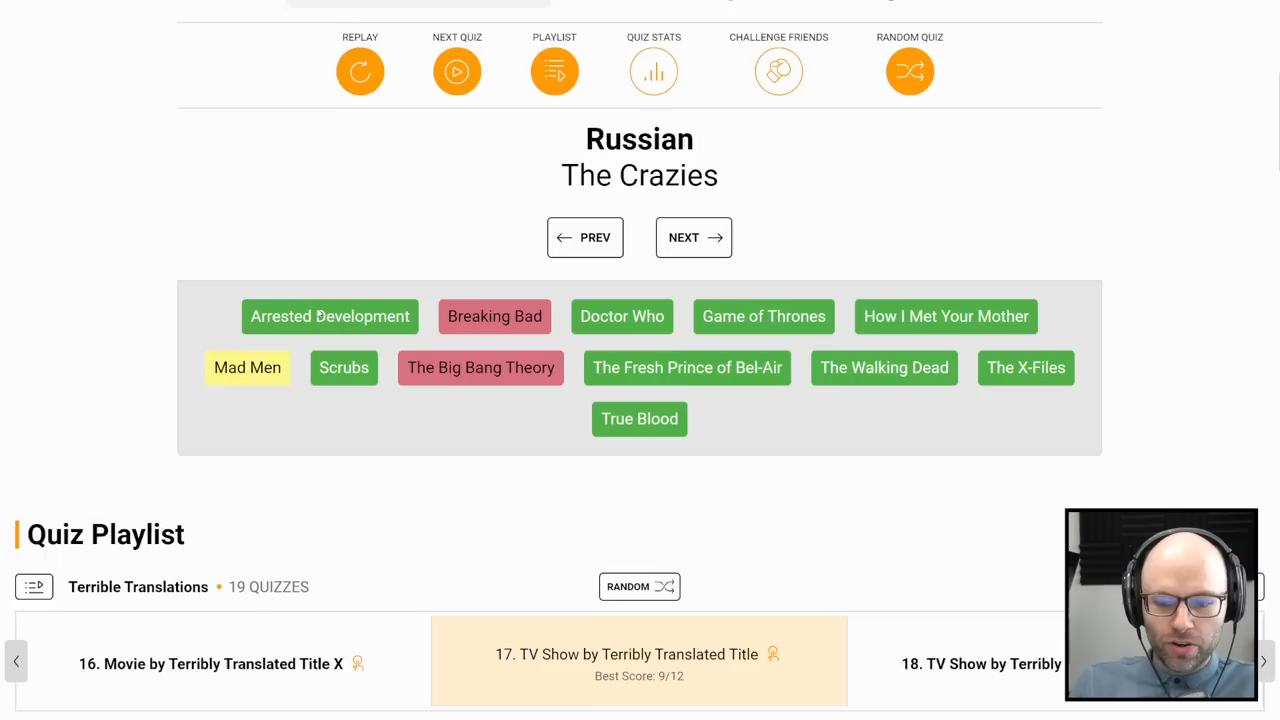 REPLAY
NEXT QUIZ
PLAYLIST
QUIZ STATS
CHALLENGE FRIENDS
RANDOM QUIZ
Russian
The Crazies
← PREV
NEXT →
Arrested Development
Breaking Bad
Doctor Who
Game of Thrones
How I Met Your Mother
Mad Men
Scrubs
The Big Bang Theory
The Fresh Prince of Bel-Air
The Walking Dead
The X-Files
True Blood
Quiz Playlist
Terrible Translations • 19 QUIZZES
RANDOM
16. Movie by Terribly Translated Title X
17. TV Show by Terribly Translated Title
Best Score: 9/12
18. TV Show by Terribly